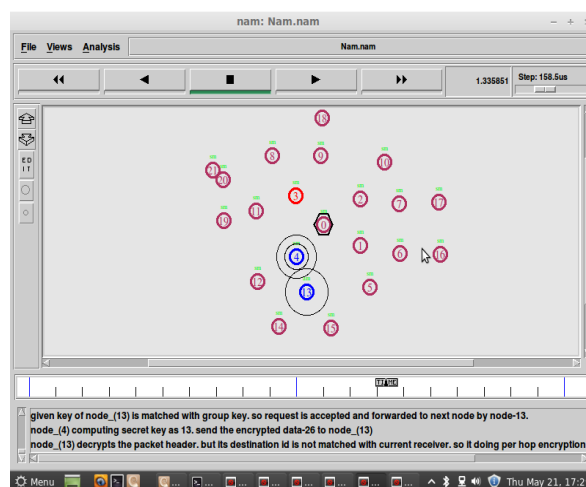 nam: Nam.nam
File Views Analysis Nam.nam
1.335851 Step: 158.5us
ED
IT
18
8 9 10
21
20
3 2 7 17
11
19 0
1
4 6 16
12 13 5
14 15
TIME
given key of node_(13) is matched with group key. so request is accepted and forwarded to next node by node-13.
node_(4) computing secret key as 13. send the encrypted data-26 to node_(13)
node_(13) decrypts the packet header. but its destination id is not matched with current receiver. so it doing per hop encryption
Menu Thu May 21, 17:2